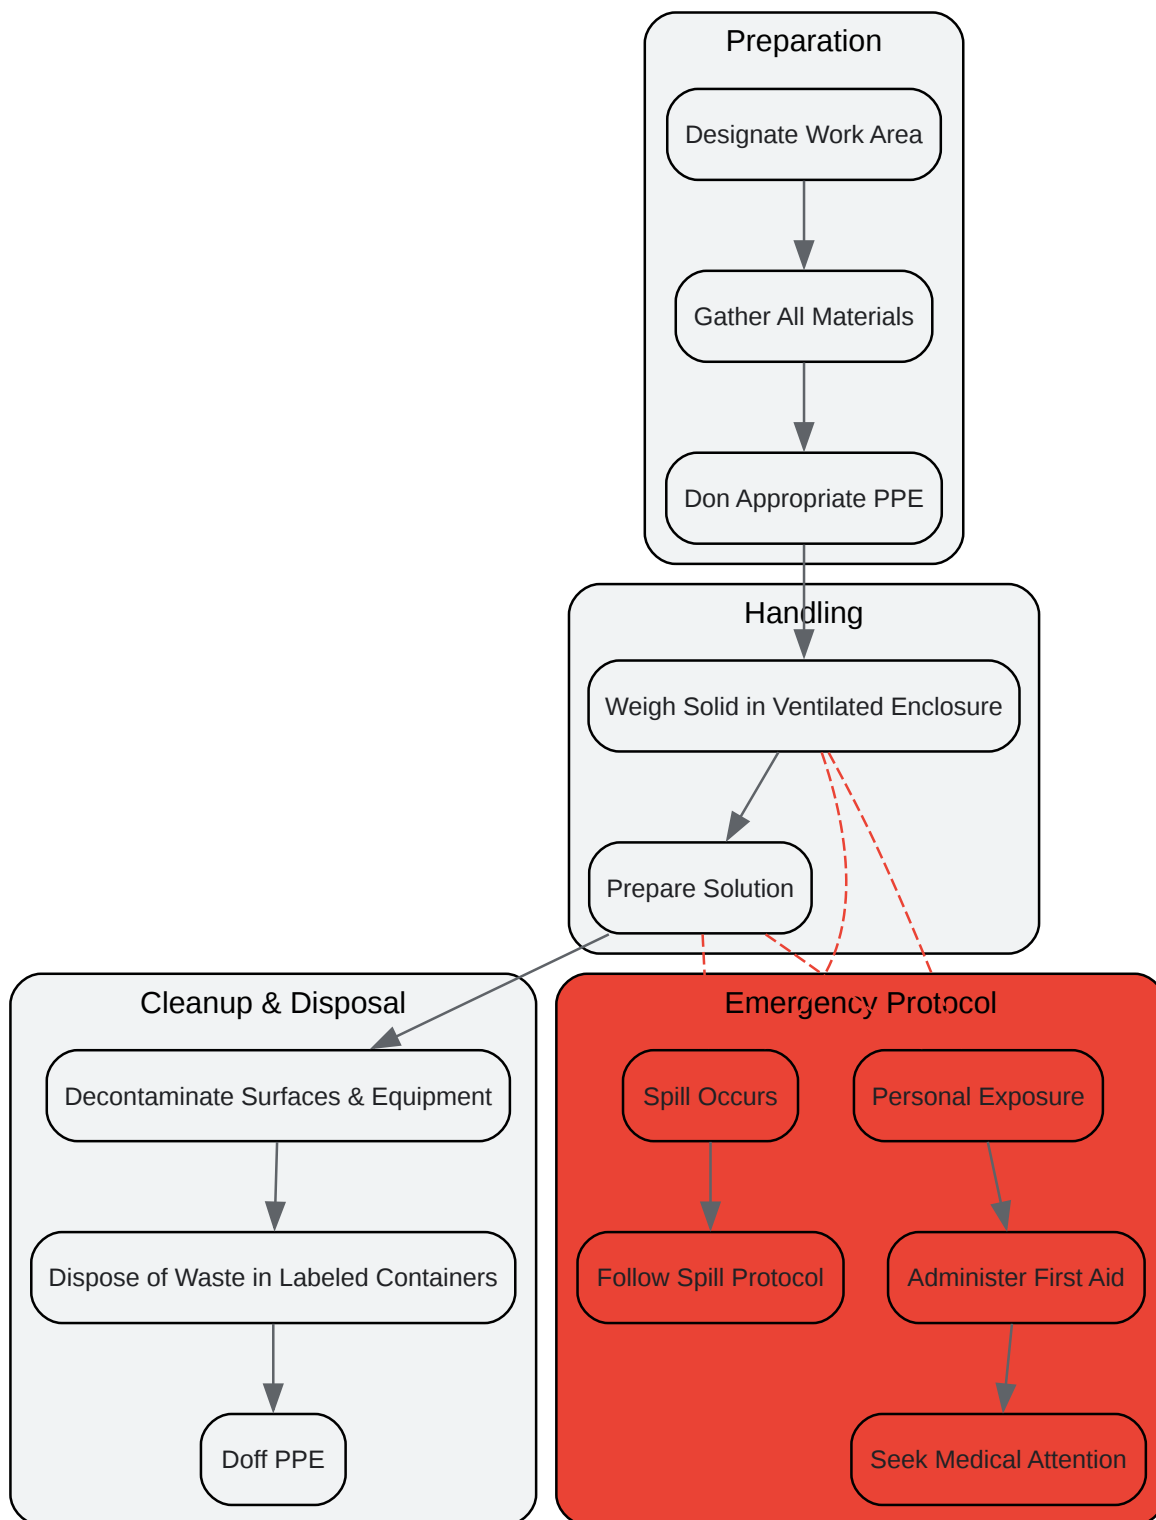 Preparation
Designate Work Area
Gather All Materials
Don Appropriate PPE
Handling
Weigh Solid in Ventilated Enclosure
Prepare Solution
Cleanup & Disposal
Decontaminate Surfaces & Equipment
Dispose of Waste in Labeled Containers
Doff PPE
Emergency Protocol
Spill Occurs
Personal Exposure
Follow Spill Protocol
Administer First Aid
Seek Medical Attention